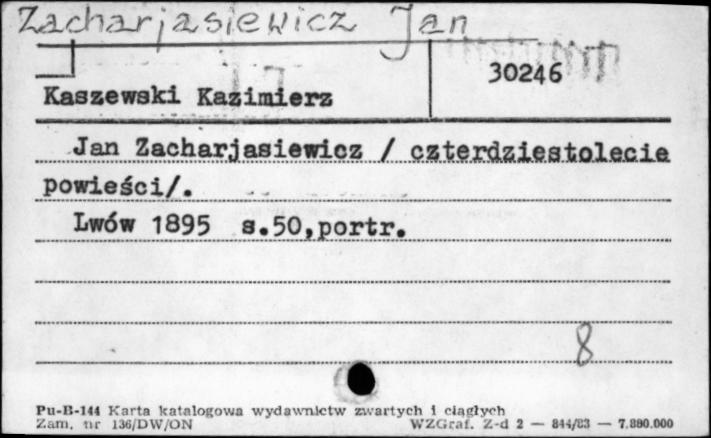 Zacharjasiewicz Jan
30246
Kaszewski Kazimierz
Jan Zacharjasiewicz / czterdziestolecie
powieści/.
Lwów 1895 s.50,portr.
8
Pu-B-144 Karta katalogowa wydawnictw zwartych i ciągłych
Zam. nr 136/DW/ON WZGraf. Z-d 2 — 844/83 — 7.880.000